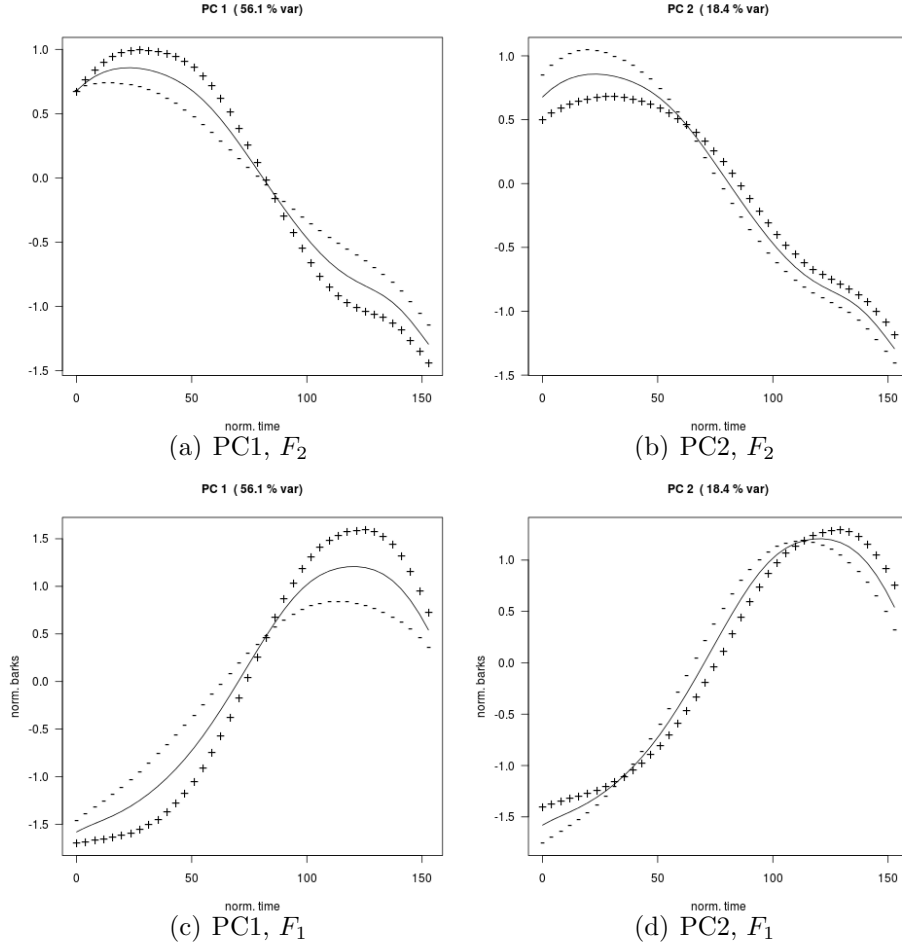 PC 1 ( 56.1 % var)
1.0
0.5
0.0
-0.5
-1.0
-1.5
0 50 100 150
norm. time
(a) PC1, F2
PC 2 ( 18.4 % var)
1.0
0.5
0.0
-0.5
-1.0
-1.5
0 50 100 150
norm. time
(b) PC2, F2
PC 1 ( 56.1 % var)
norm. barks
1.5
1.0
0.5
0.0
-0.5
-1.0
-1.5
0 50 100 150
norm. time
(c) PC1, F1
PC 2 ( 18.4 % var)
norm. barks
1.0
0.5
0.0
-0.5
-1.0
-1.5
0 50 100 150
norm. time
(d) PC2, F1